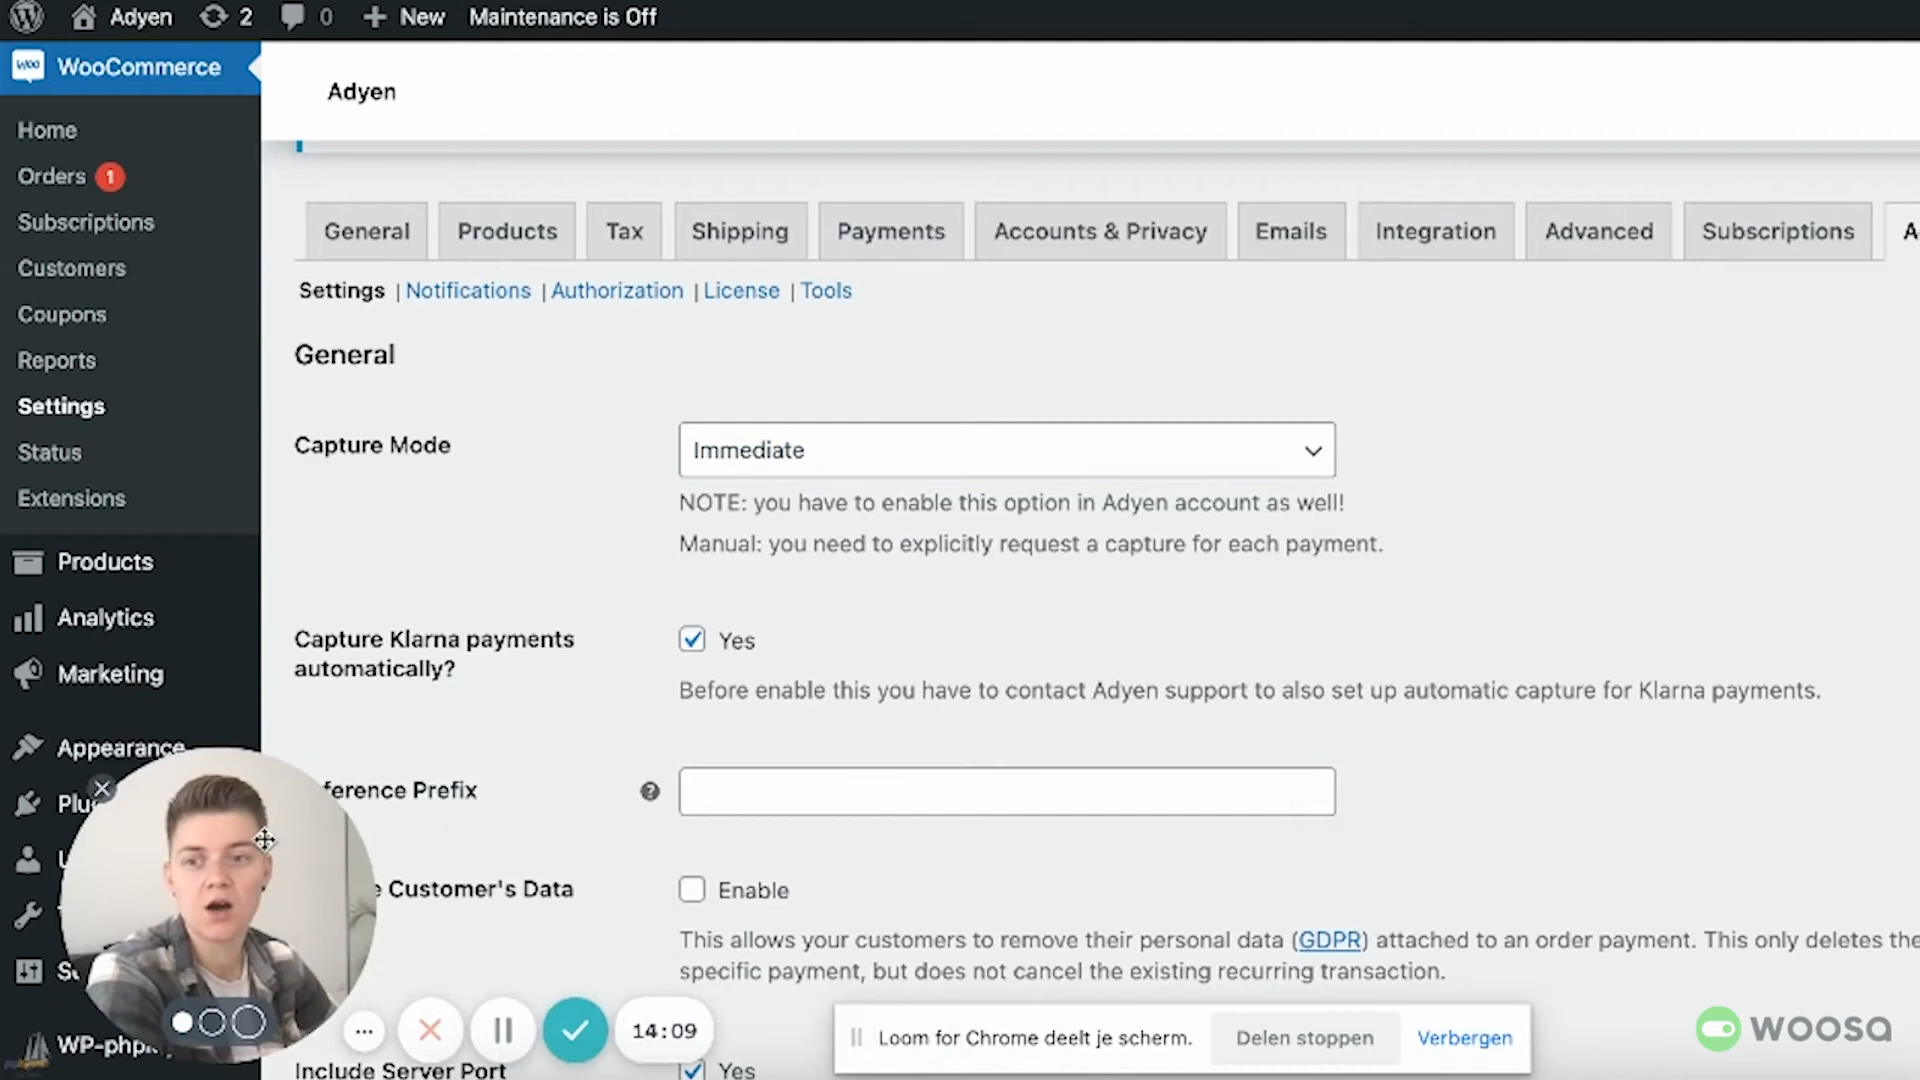 Adyen 2 0 New Maintenance is Off
WooCommerce
Home
Orders 1
Subscriptions
Customers
Coupons
Reports
Settings
Status
Extensions
Products
Analytics
Marketing
Appearance
Adyen
General Products Tax Shipping Payments Accounts & Privacy Emails Integration Advanced Subscriptions
Settings | Notifications | Authorization | License | Tools
General
Capture Mode
Immediate
NOTE: you have to enable this option in Adyen account as well!
Manual: you need to explicitly request a capture for each payment.
Capture Klarna payments
automatically?
Yes
Before enable this you have to contact Adyen support to also set up automatic capture for Klarna payments.
ference Prefix
Customer's Data
Enable
This allows your customers to remove their personal data (GDPR) attached to an order payment. This only deletes the
specific payment, but does not cancel the existing recurring transaction.
14:09
Loom for Chrome deelt je scherm. Delen stoppen Verbergen
woosa
Include Server Port
Yes